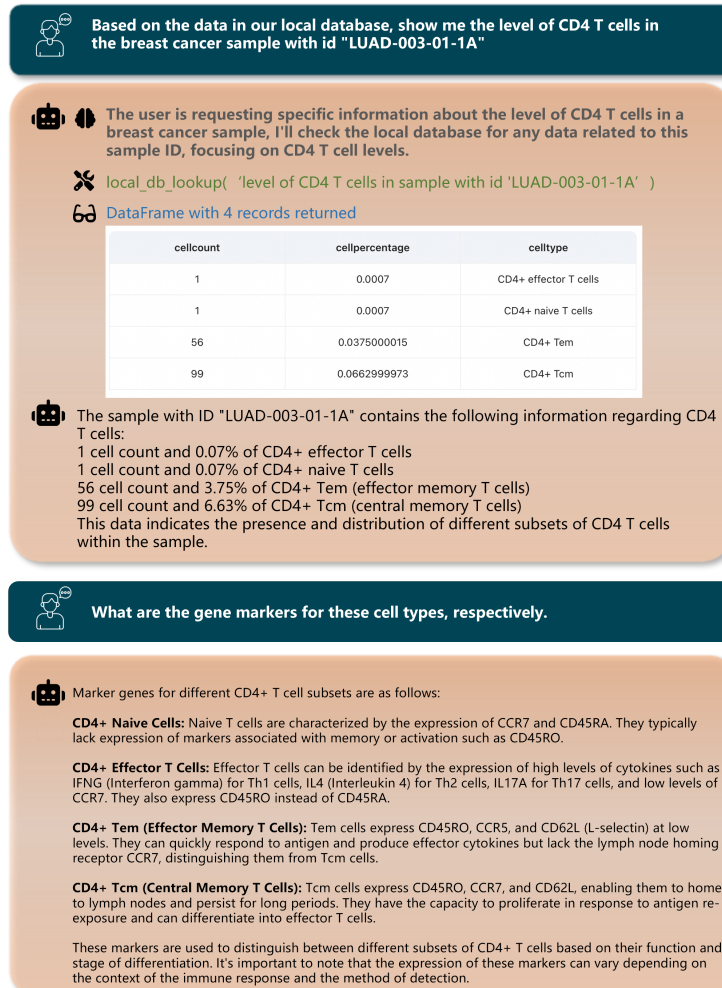 Based on the data in our local database, show me the level of CD4 T cells in
the breast cancer sample with id "LUAD-003-01-1A"
The user is requesting specific information about the level of CD4 T cells in a
breast cancer sample, I'll check the local database for any data related to this
sample ID, focusing on CD4 T cell levels.
local_db_lookup( ‘level of CD4 T cells in sample with id 'LUAD-003-01-1A’ )
DataFrame with 4 records returned
cellcount cellpercentage celltype
1 0.0007 CD4+ effector T cells
1 0.0007 CD4+ naive T cells
56 0.0375000015 CD4+ Tem
99 0.0662999973 CD4+ Tcm
The sample with ID "LUAD-003-01-1A" contains the following information regarding CD4
T cells:
1 cell count and 0.07% of CD4+ effector T cells
1 cell count and 0.07% of CD4+ naive T cells
56 cell count and 3.75% of CD4+ Tem (effector memory T cells)
99 cell count and 6.63% of CD4+ Tcm (central memory T cells)
This data indicates the presence and distribution of different subsets of CD4 T cells
within the sample.
What are the gene markers for these cell types, respectively.
Marker genes for different CD4+ T cell subsets are as follows:
CD4+ Naive Cells: Naive T cells are characterized by the expression of CCR7 and CD45RA. They typically
lack expression of markers associated with memory or activation such as CD45RO.
CD4+ Effector T Cells: Effector T cells can be identified by the expression of high levels of cytokines such as
IFNG (Interferon gamma) for Th1 cells, IL4 (Interleukin 4) for Th2 cells, IL17A for Th17 cells, and low levels of
CCR7. They also express CD45RO instead of CD45RA.
CD4+ Tem (Effector Memory T Cells): Tem cells express CD45RO, CCR5, and CD62L (L-selectin) at low
levels. They can quickly respond to antigen and produce effector cytokines but lack the lymph node homing
receptor CCR7, distinguishing them from Tcm cells.
CD4+ Tcm (Central Memory T Cells): Tcm cells express CD45RO, CCR7, and CD62L, enabling them to home
to lymph nodes and persist for long periods. They have the capacity to proliferate in response to antigen re-
exposure and can differentiate into effector T cells.
These markers are used to distinguish between different subsets of CD4+ T cells based on their function and
stage of differentiation. It's important to note that the expression of these markers can vary depending on
the context of the immune response and the method of detection.